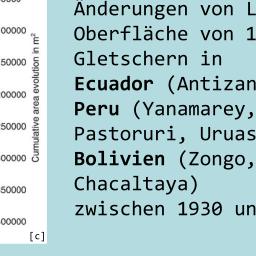 Änderungen von L
Oberfläche von 1
Gletschern in
Ecuador (Antizan
Peru (Yanamarey,
Pastoruri, Uruas
Bolivien (Zongo,
Chacaltaya)
zwischen 1930 un
Cumulative area evolution in m²
[c]